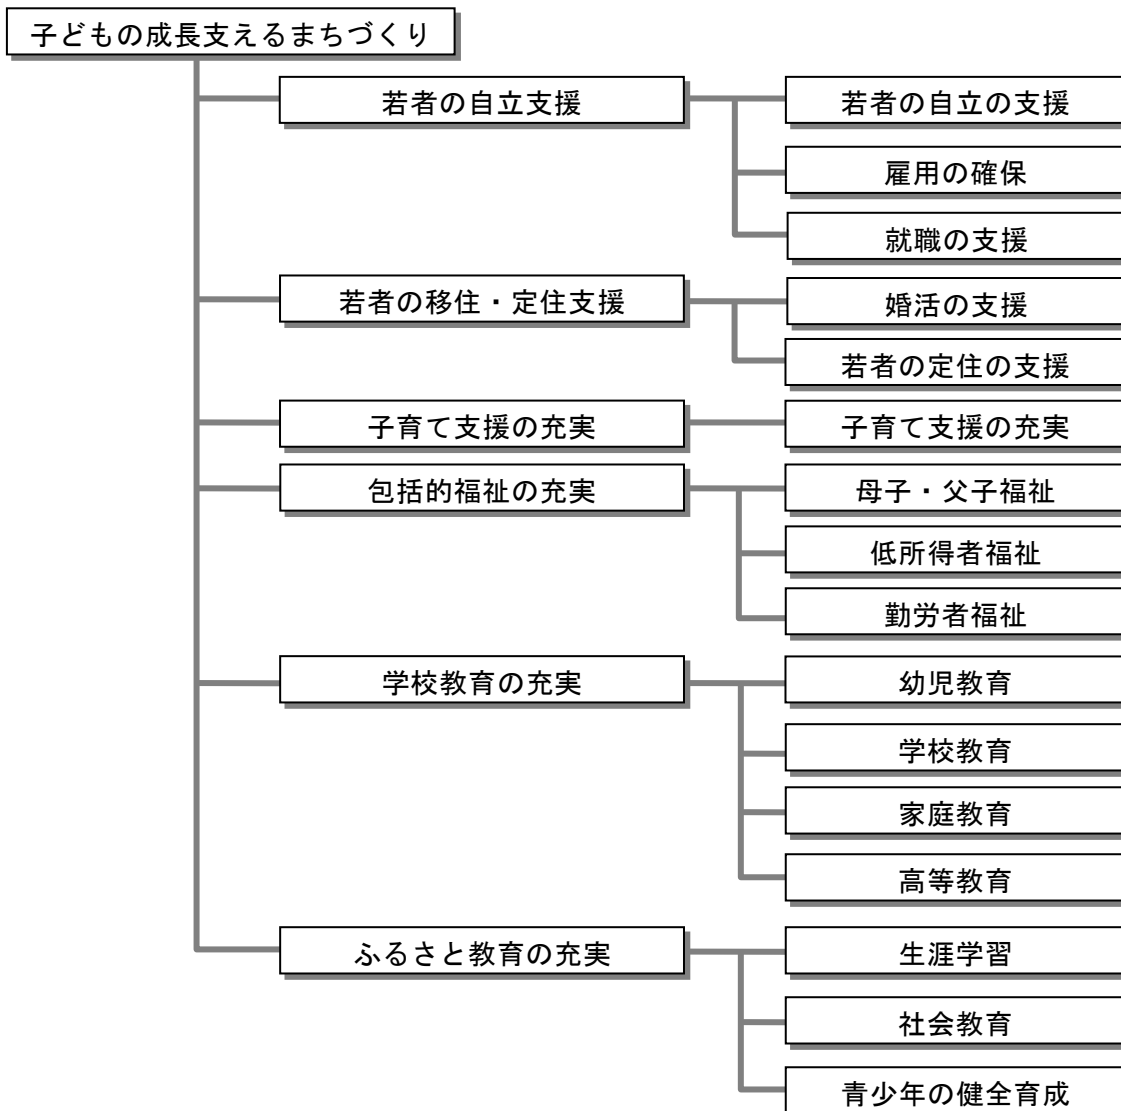 子どもの成長支えるまちづくり
若者の自立支援
若者の自立の支援
雇用の確保
就職の支援
若者の移住・定住支援
婚活の支援
若者の定住の支援
子育て支援の充実
子育て支援の充実
包括的福祉の充実
母子・父子福祉
低所得者福祉
勤労者福祉
学校教育の充実
幼児教育
学校教育
家庭教育
高等教育
ふるさと教育の充実
生涯学習
社会教育
青少年の健全育成